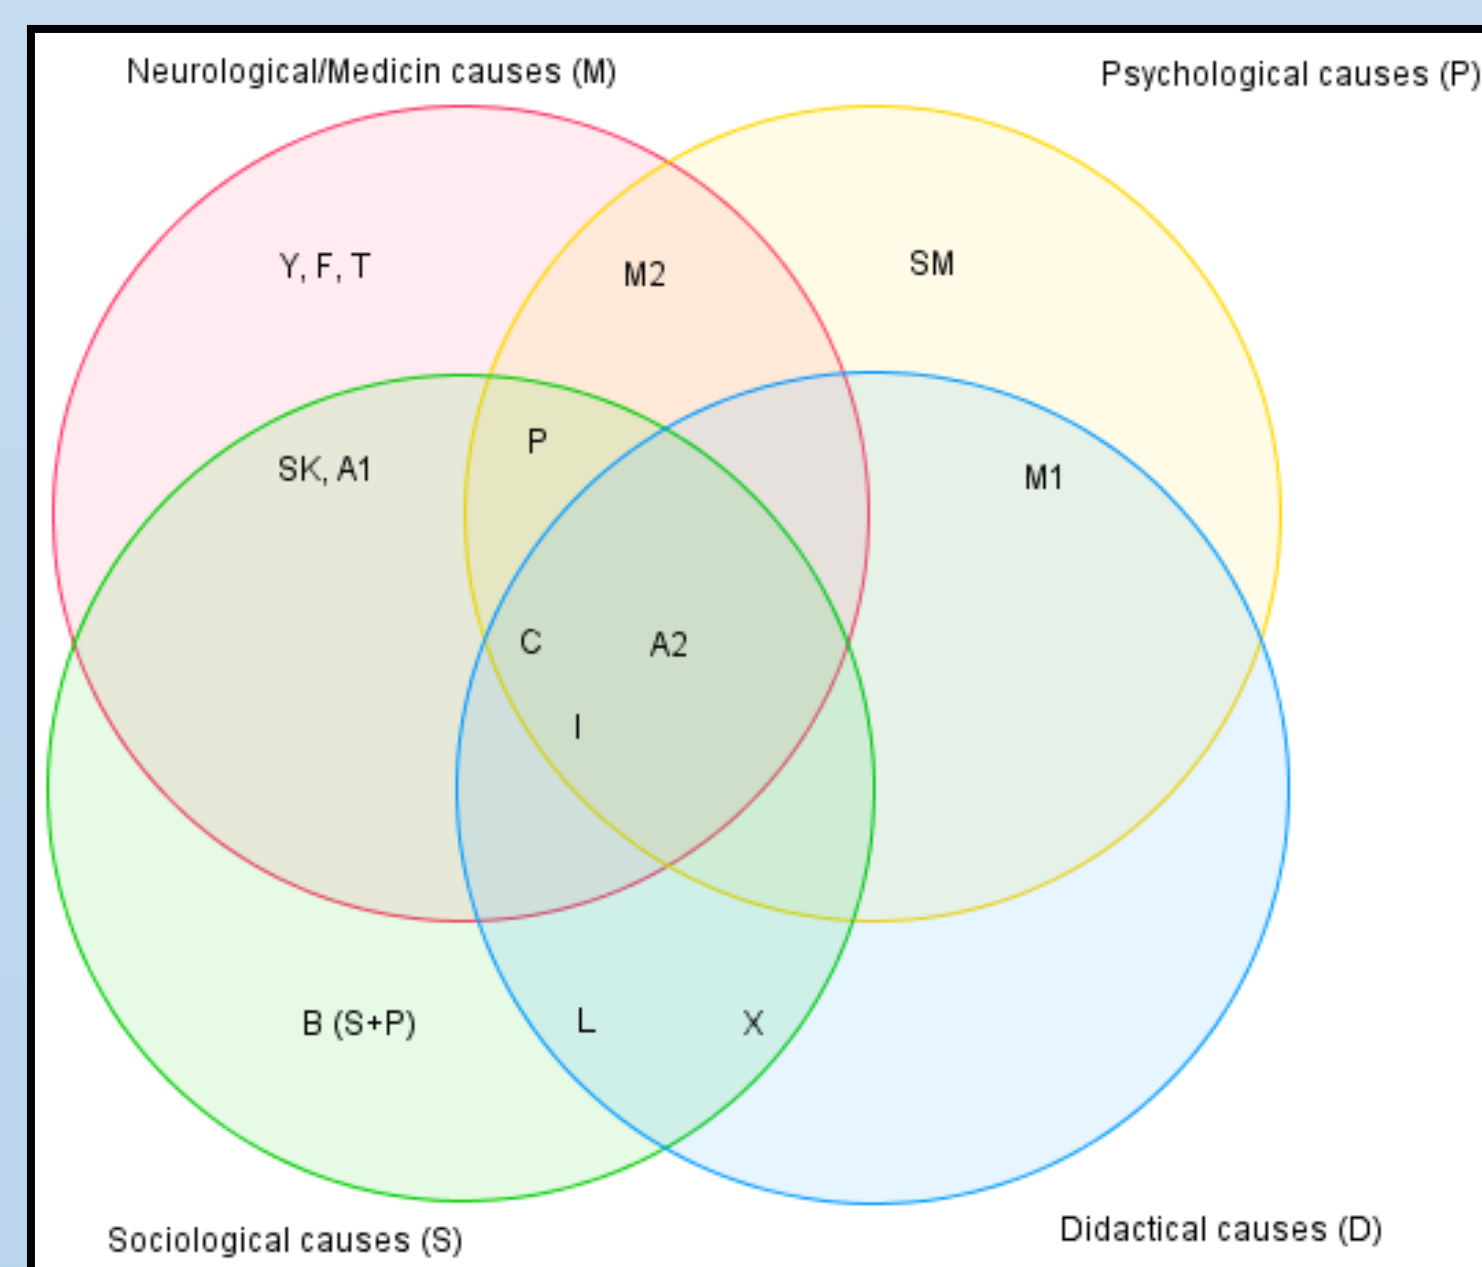 Neurological/Medicin causes (M)
Psychological causes (P)
Y, F, T
M2
SM
P
SK, A1
M1
C
A2
I
B (S+P)
L
X
Sociological causes (S)
Didactical causes (D)